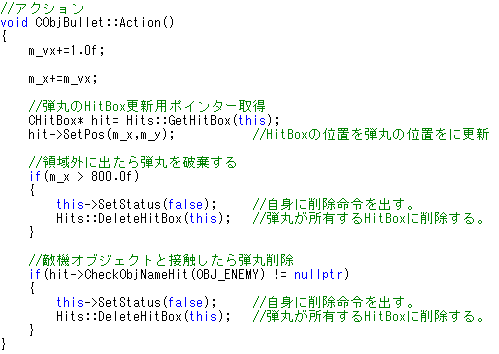 //アクション
void CObjBullet::Action()
{
    m_vx+=1.0f;

    m_x+=m_vx;

    //弾丸のHitBox更新用ポインター取得
    CHitBox* hit= Hits::GetHitBox(this);
    hit->SetPos(m_x,m_y);          //HitBoxの位置を弾丸の位置をに更新

    //領域外に出たら弾丸を破棄する
    if(m_x > 800.0f)
    {
        this->SetStatus(false);    //自身に削除命令を出す。
        Hits::DeleteHitBox(this);  //弾丸が所有するHitBoxに削除する。
    }

    //敵機オブジェクトと接触したら弾丸削除
    if(hit->CheckObjNameHit(OBJ_ENEMY) != nullptr)
    {
        this->SetStatus(false);    //自身に削除命令を出す。
        Hits::DeleteHitBox(this);  //弾丸が所有するHitBoxに削除する。
    }
}